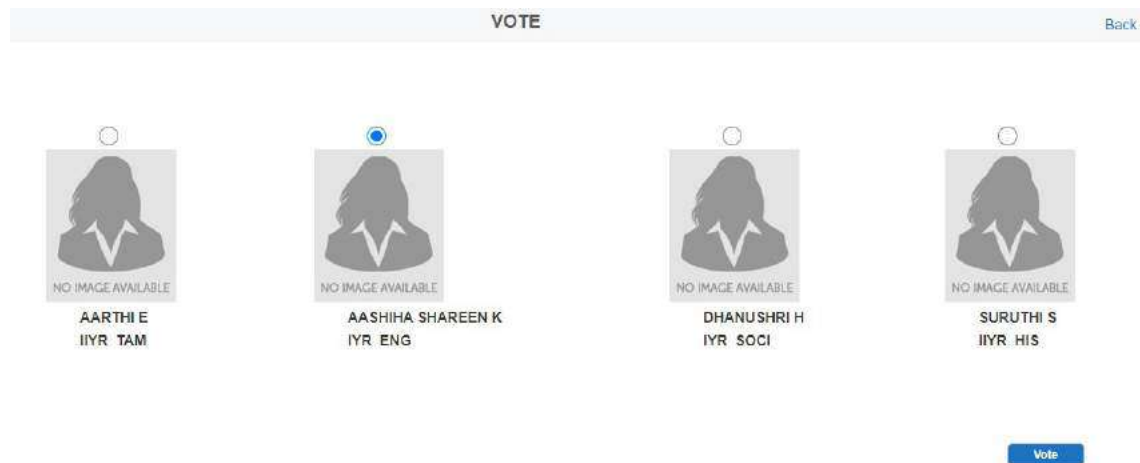 VOTE
Back
NO IMAGE AVAILABLE
AARTHI E
IIYR TAM
NO IMAGE AVAILABLE
AASHIHA SHAREEN K
IYR ENG
NO IMAGE AVAILABLE
DHANUSHRI H
IYR SOCI
NO IMAGE AVAILABLE
SURUTHI S
IIYR HIS
Vote